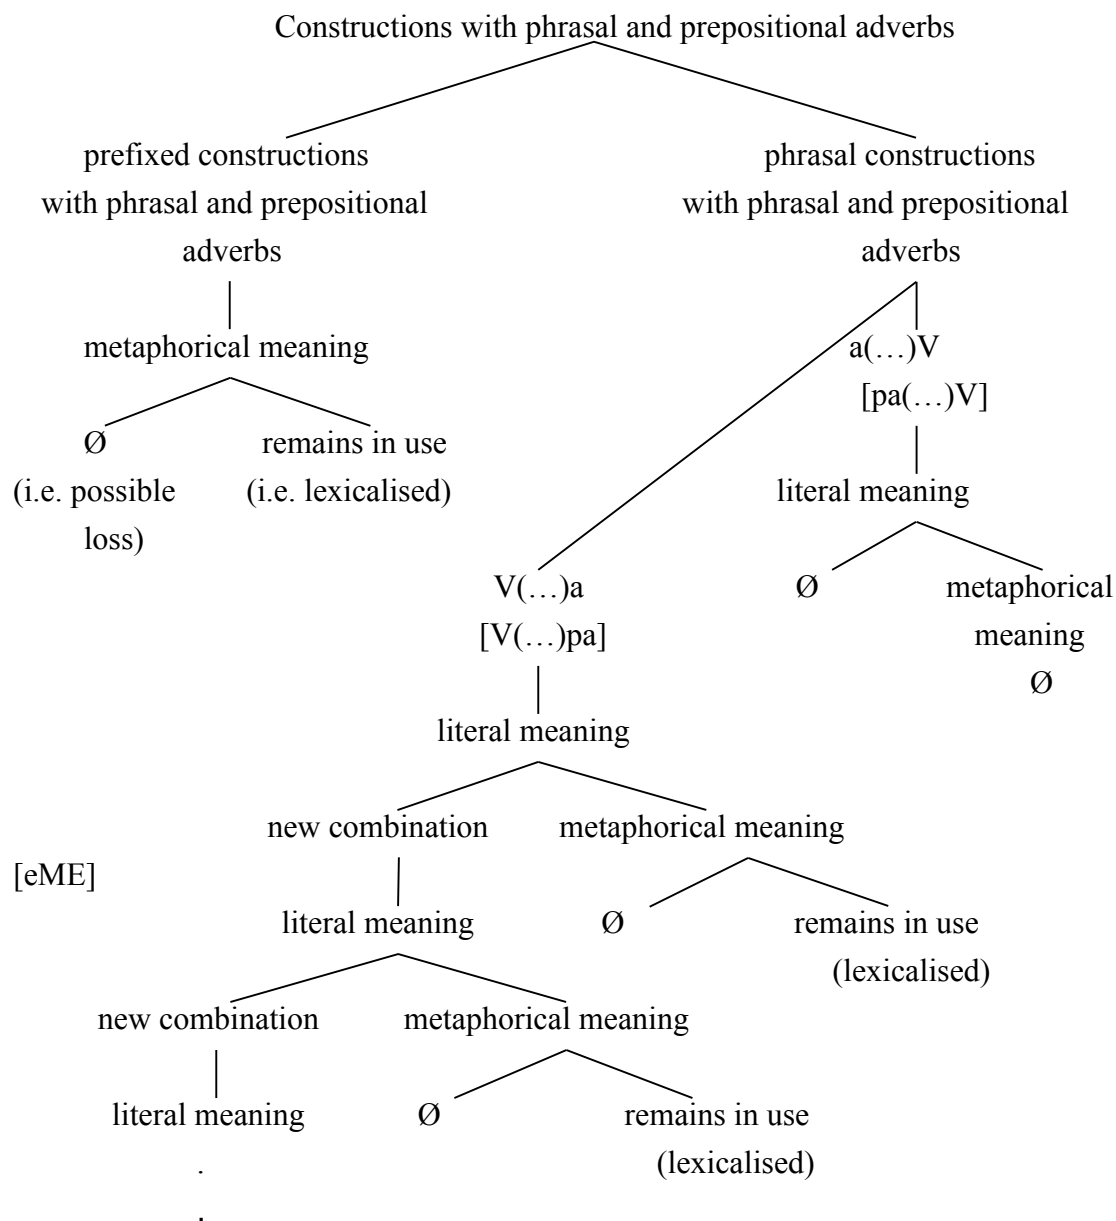 Constructions with phrasal and prepositional adverbs
prefixed constructions
with phrasal and prepositional
adverbs
phrasal constructions
with phrasal and prepositional
adverbs
metaphorical meaning
a(…)V
[pa(…)V]
Ø
(i.e. possible
loss)
remains in use
(i.e. lexicalised)
literal meaning
V(…)a
[V(…)pa]
Ø
metaphorical
meaning
Ø
literal meaning
new combination
metaphorical meaning
[eME]
literal meaning
Ø
remains in use
(lexicalised)
new combination
metaphorical meaning
literal meaning
Ø
remains in use
(lexicalised)
.
.